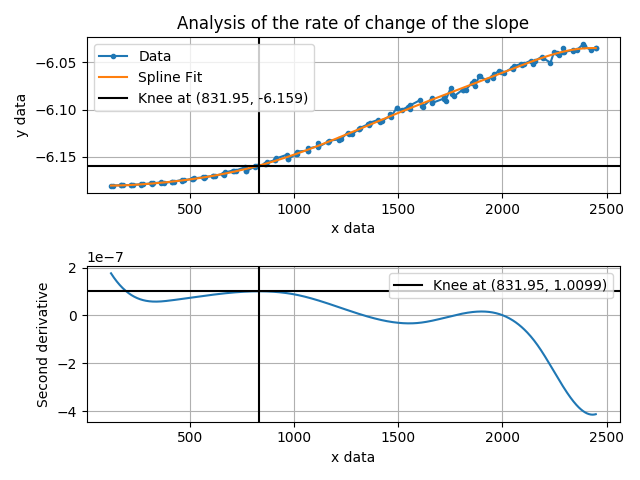 Analysis of the rate of change of the slope
Data
Spline Fit
Knee at (831.95, -6.159)
−6.05
−6.10
−6.15
y data
500
1000
1500
2000
2500
x data
1e−7
Knee at (831.95, 1.0099)
2
0
−2
−4
Second derivative
500
1000
1500
2000
2500
x data